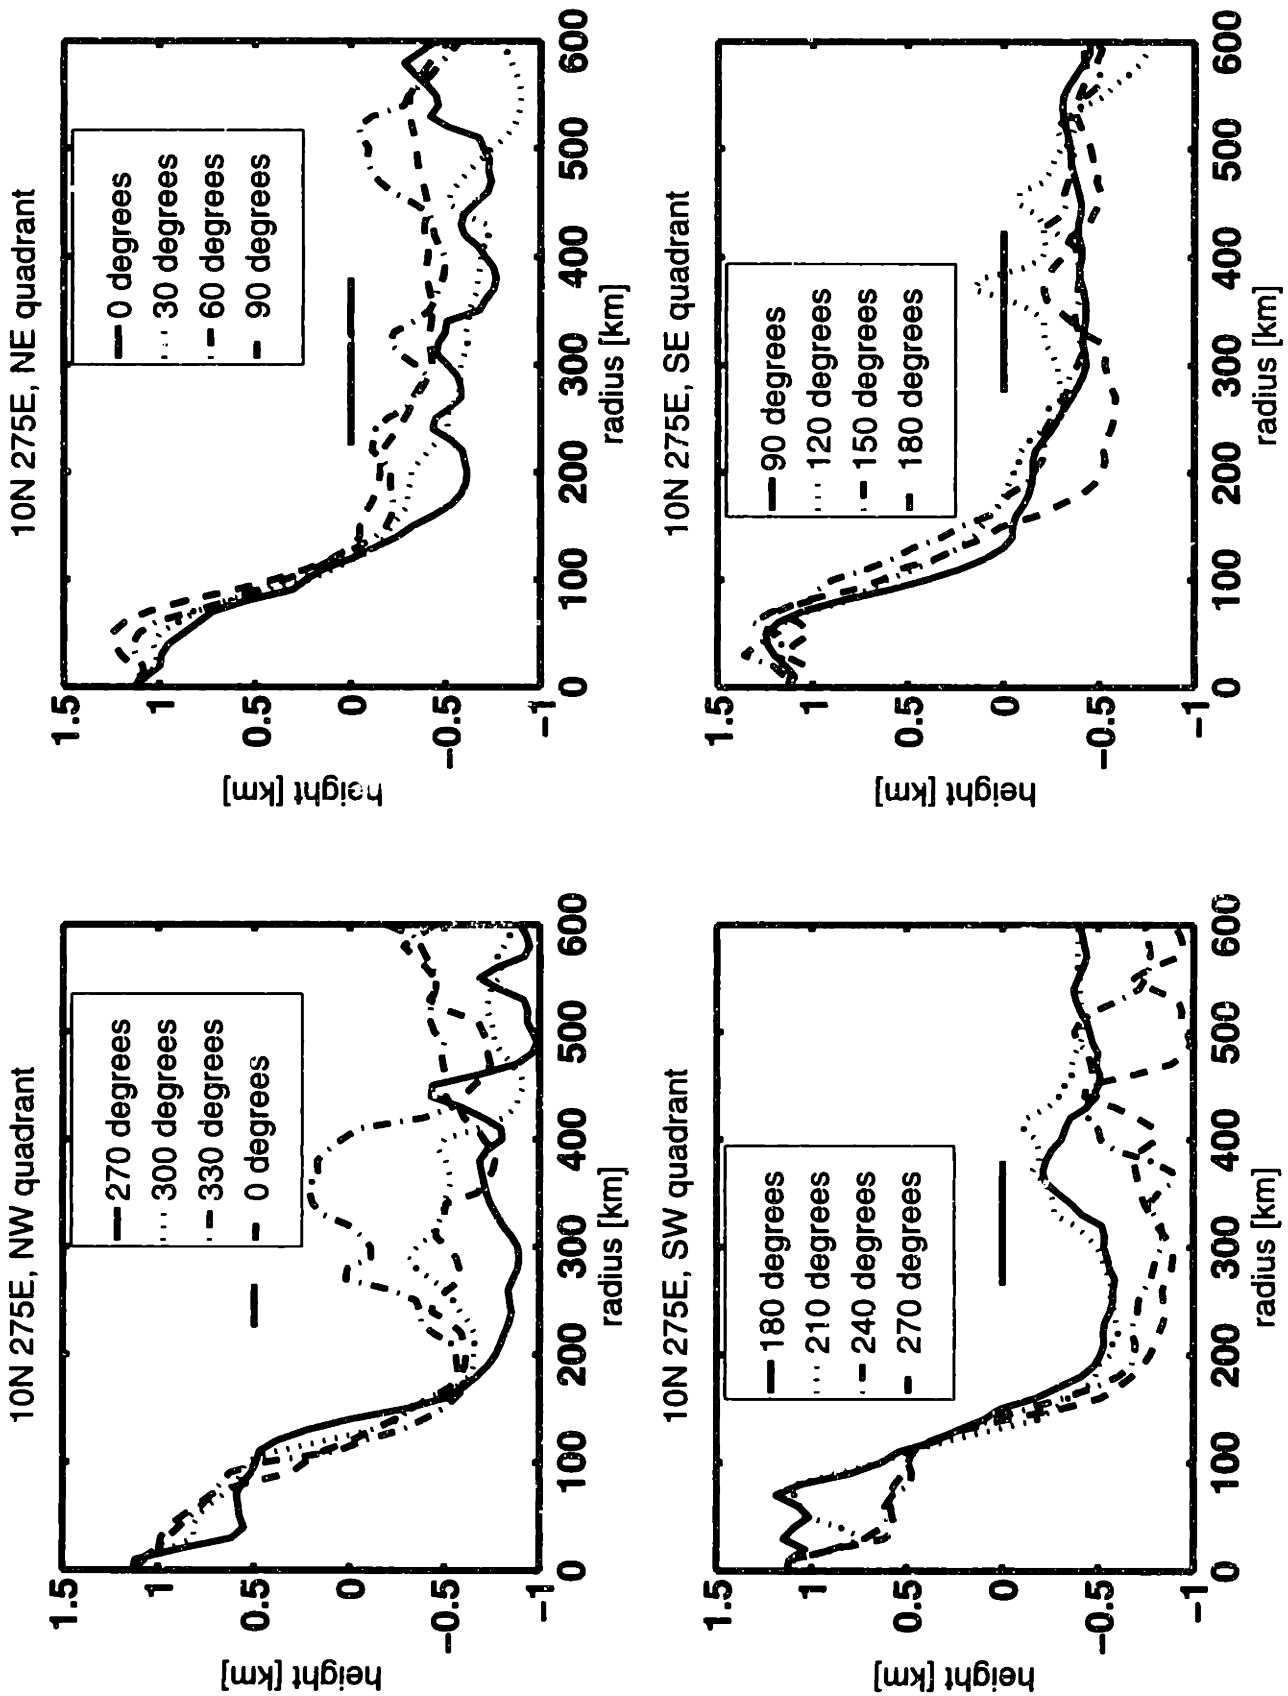 10N 275E, NW quadrant
1.5
1
0.5
0
−0.5
−1
height [km]
270 degrees
300 degrees
330 degrees
0 degrees
0 100 200 300 400 500 600
radius [km]
10N 275E, NE quadrant
1.5
1
0.5
0
−0.5
−1
height [km]
0 degrees
30 degrees
60 degrees
90 degrees
0 100 200 300 400 500 600
radius [km]
10N 275E, SW quadrant
1.5
1
0.5
0
−0.5
−1
height [km]
180 degrees
210 degrees
240 degrees
270 degrees
0 100 200 300 400 500 600
radius [km]
10N 275E, SE quadrant
1.5
1
0.5
0
−0.5
−1
height [km]
90 degrees
120 degrees
150 degrees
180 degrees
0 100 200 300 400 500 600
radius [km]